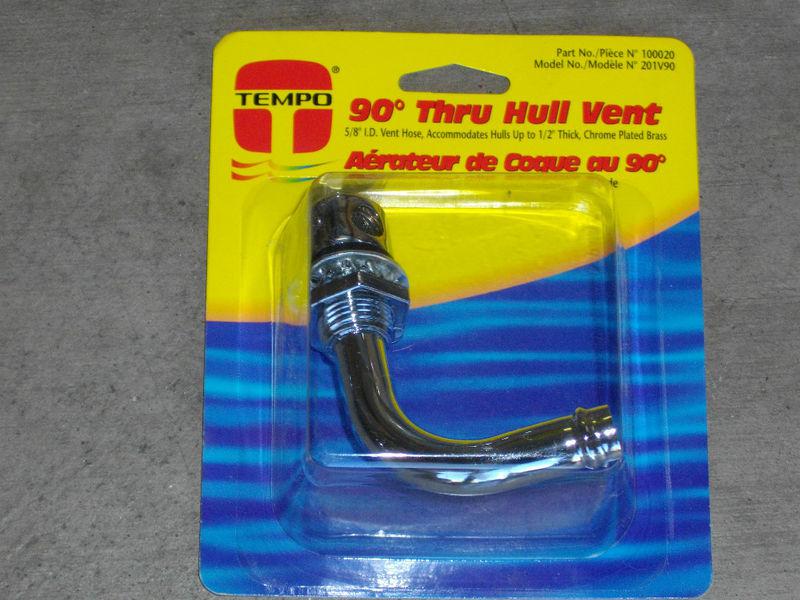 Part No./Pièce N° 100020
Model No./Modèle N° 201V90
TEMPO®
90° Thru Hull Vent
5/8" I.D. Vent Hose, Accommodates Hulls Up to 1/2" Thick, Chrome Plated Brass
Aérateur de Coque au 90°
de